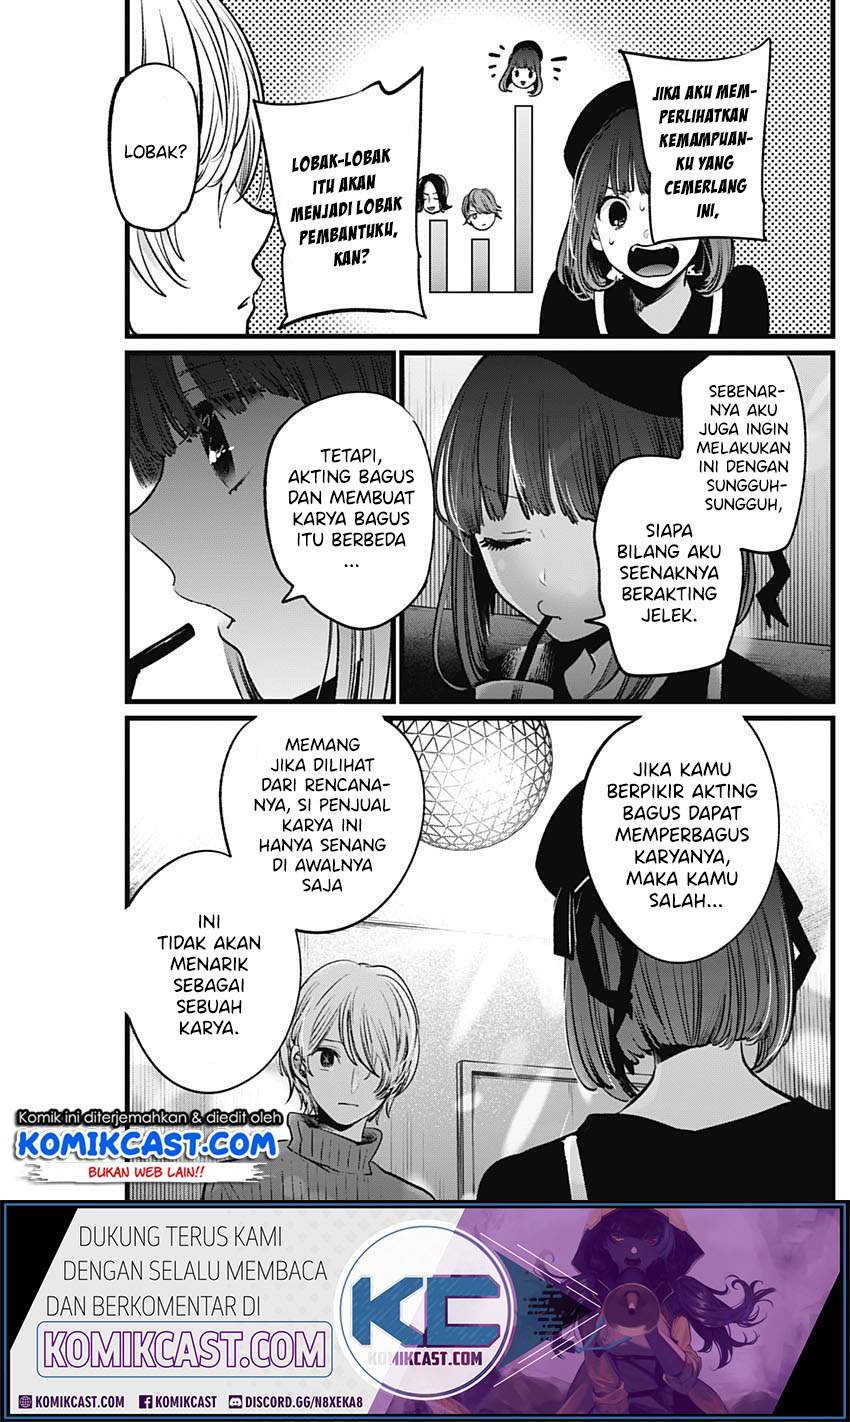 JIKA AKU MEM-
PERLIHATKAN
KEMAMPUAN-
KU YANG
CEMERLANG
INI,
LOBAK-LOBAK
ITU AKAN
MENJADI LOBAK
PEMBANTUKU,
KAN?
LOBAK?
SEBENAR-
NYA AKU
JUGA INGIN
MELAKUKAN
INI DENGAN
SUNGGUH-
SUNGGUH,
SIAPA
BILANG AKU
SEENAKNYA
BERAKTING
JELEK.
TETAPI,
AKTING BAGUS
DAN MEMBUAT
KARYA BAGUS
ITU BERBEDA
...
JIKA KAMU
BERPIKIR AKTING
BAGUS DAPAT
MEMPERBAGUS
KARYANYA,
MAKA KAMU
SALAH...
MEMANG
JIKA DILIHAT
DARI RENCANA-
NYA, SI PENJUAL
KARYA INI
HANYA SENANG
DI AWALNYA
SAJA
INI
TIDAK AKAN
MENARIK
SEBAGAI
SEBUAH
KARYA.
Komik ini diterjemahkan & diedit oleh
KOMIKCAST.COM
BUKAN WEB LAIN!!
DUKUNG TERUS KAMI
DENGAN SELALU MEMBACA
DAN BERKOMENTAR DI
KOMIKCAST.COM
KC
KOMIKCAST.COM
KOMIKCAST.COM
KOMIKCAST
DISCORD.GG/N8XEKA8